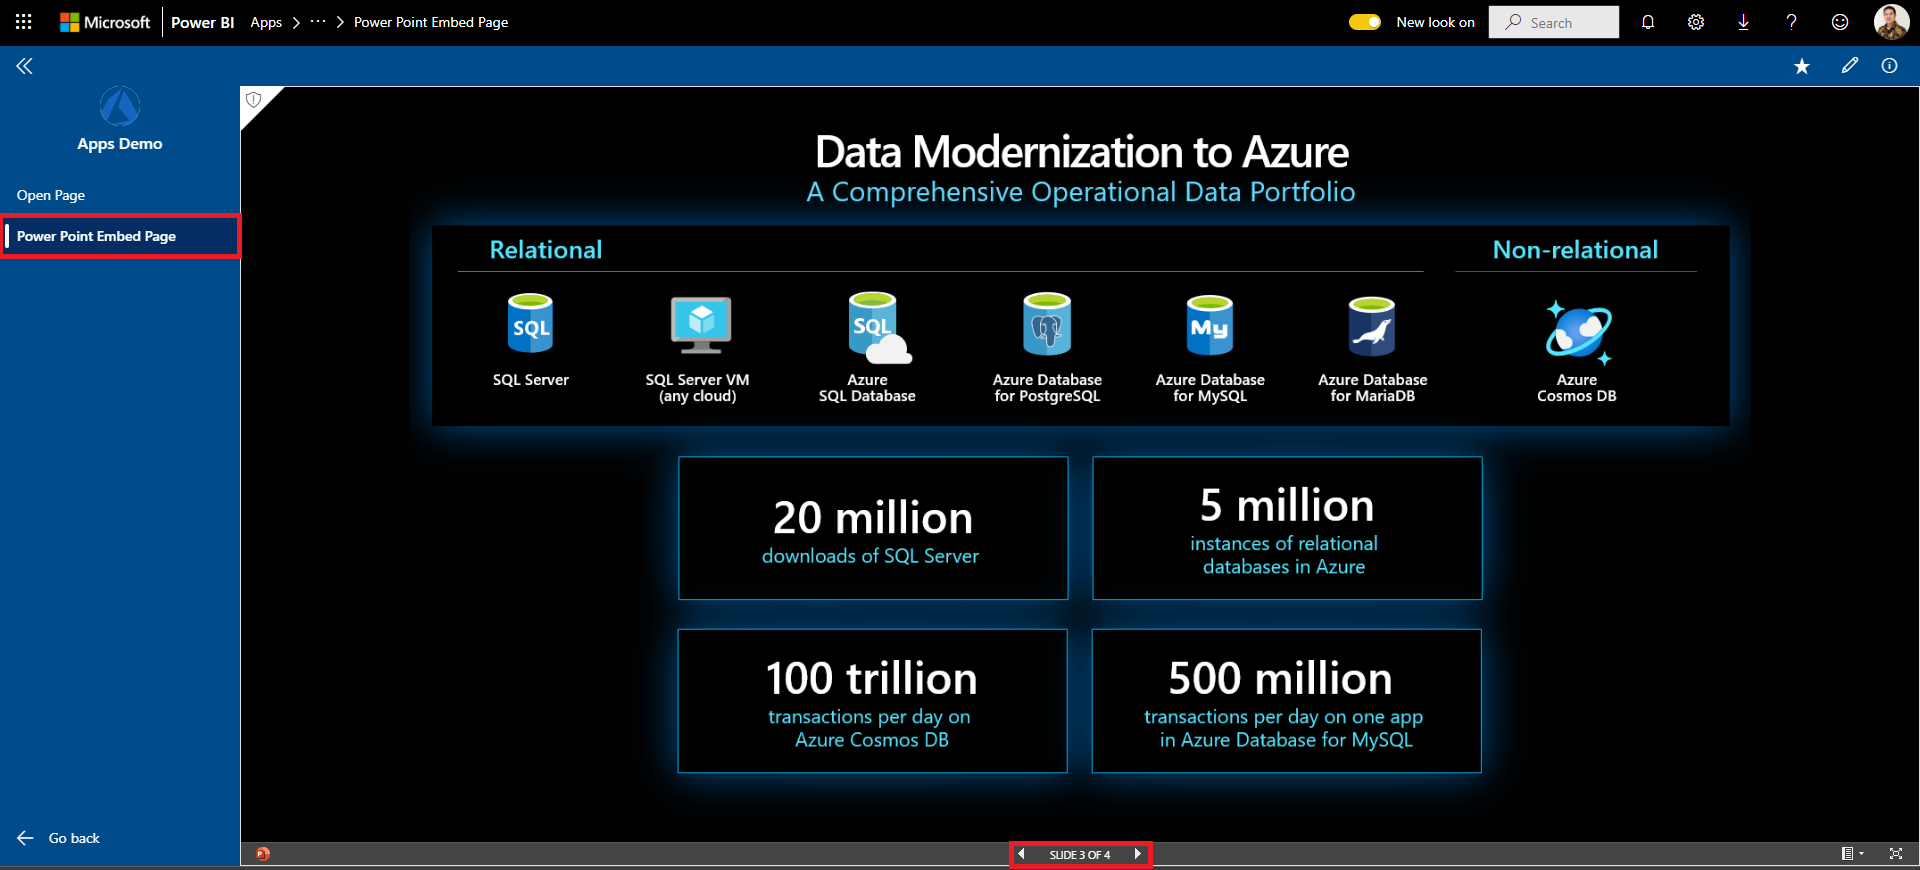 Microsoft Power BI Apps ··· Power Point Embed Page New look on Search
Apps Demo
Open Page
Power Point Embed Page
Go back
Data Modernization to Azure
A Comprehensive Operational Data Portfolio
Relational
Non-relational
SQL
SQL
My
SQL Server
SQL Server VM
(any cloud)
Azure
SQL Database
Azure Database
for PostgreSQL
Azure Database
for MySQL
Azure Database
for MariaDB
Azure
Cosmos DB
20 million
downloads of SQL Server
5 million
instances of relational
databases in Azure
100 trillion
transactions per day on
Azure Cosmos DB
500 million
transactions per day on one app
in Azure Database for MySQL
SLIDE 3 OF 4